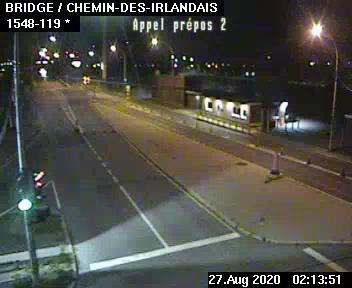 BRIDGE / CHEMIN-DES-IRLANDAIS
1548-119 *
Appel prépos 2
27.Aug 2020 02:13:51